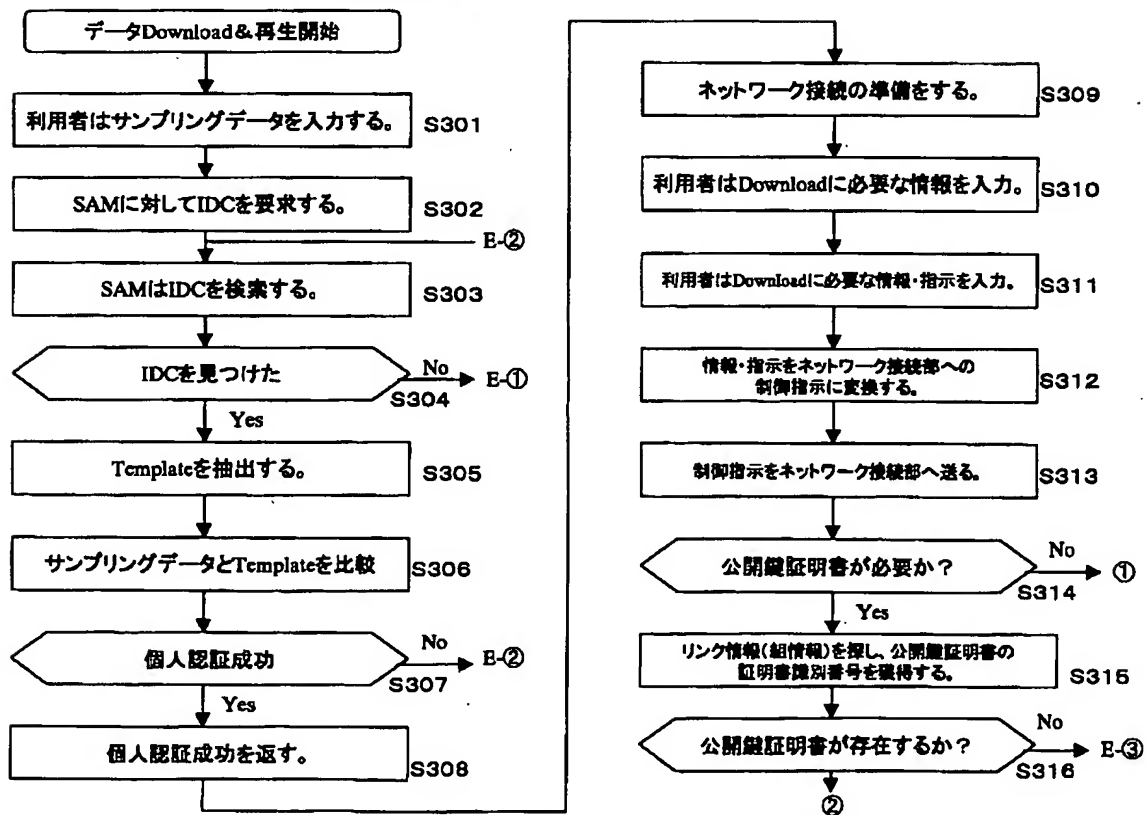 データDownload&再生開始
利用者はサンプリングデータを入力する。
S301
SAMに対してIDCを要求する。
S302
E-②
SAMはIDCを検索する。
S303
IDCを見つけた
No
E-①
S304
Yes
Templateを抽出する。
S305
サンプリングデータとTemplateを比較
S306
個人認証成功
No
E-②
S307
Yes
個人認証成功を返す。
S308
ネットワーク接続の準備をする。
S309
利用者はDownloadに必要な情報を入力。
S310
利用者はDownloadに必要な情報・指示を入力。
S311
情報・指示をネットワーク接続部への
制御指示に変換する。
S312
制御指示をネットワーク接続部へ送る。
S313
公開鍵証明書が必要か?
No
①
S314
Yes
リンク情報(組情報)を探し、公開鍵証明書の
証明書識別番号を獲得する。
S315
公開鍵証明書が存在するか?
No
E-③
S316
②